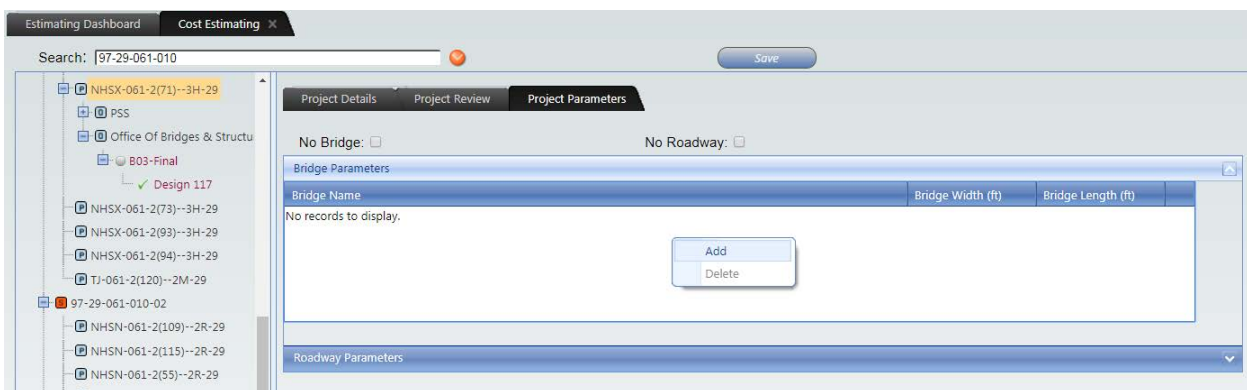 Estimating Dashboard Cost Estimating
Search: 97-29-061-010 Save
NHSX-061-2(71)--3H-29
PSS
Office Of Bridges & Structu
B03-Final
Design 117
NHSX-061-2(73)--3H-29
NHSX-061-2(93)--3H-29
NHSX-061-2(94)--3H-29
TJ-061-2(120)--2M-29
97-29-061-010-02
NHSN-061-2(109)--2R-29
NHSN-061-2(115)--2R-29
NHSN-061-2(55)--2R-29
Project Details Project Review Project Parameters
No Bridge: No Roadway:
Bridge Parameters
Bridge Name Bridge Width (ft) Bridge Length (ft)
No records to display.
Add
Delete
Roadway Parameters